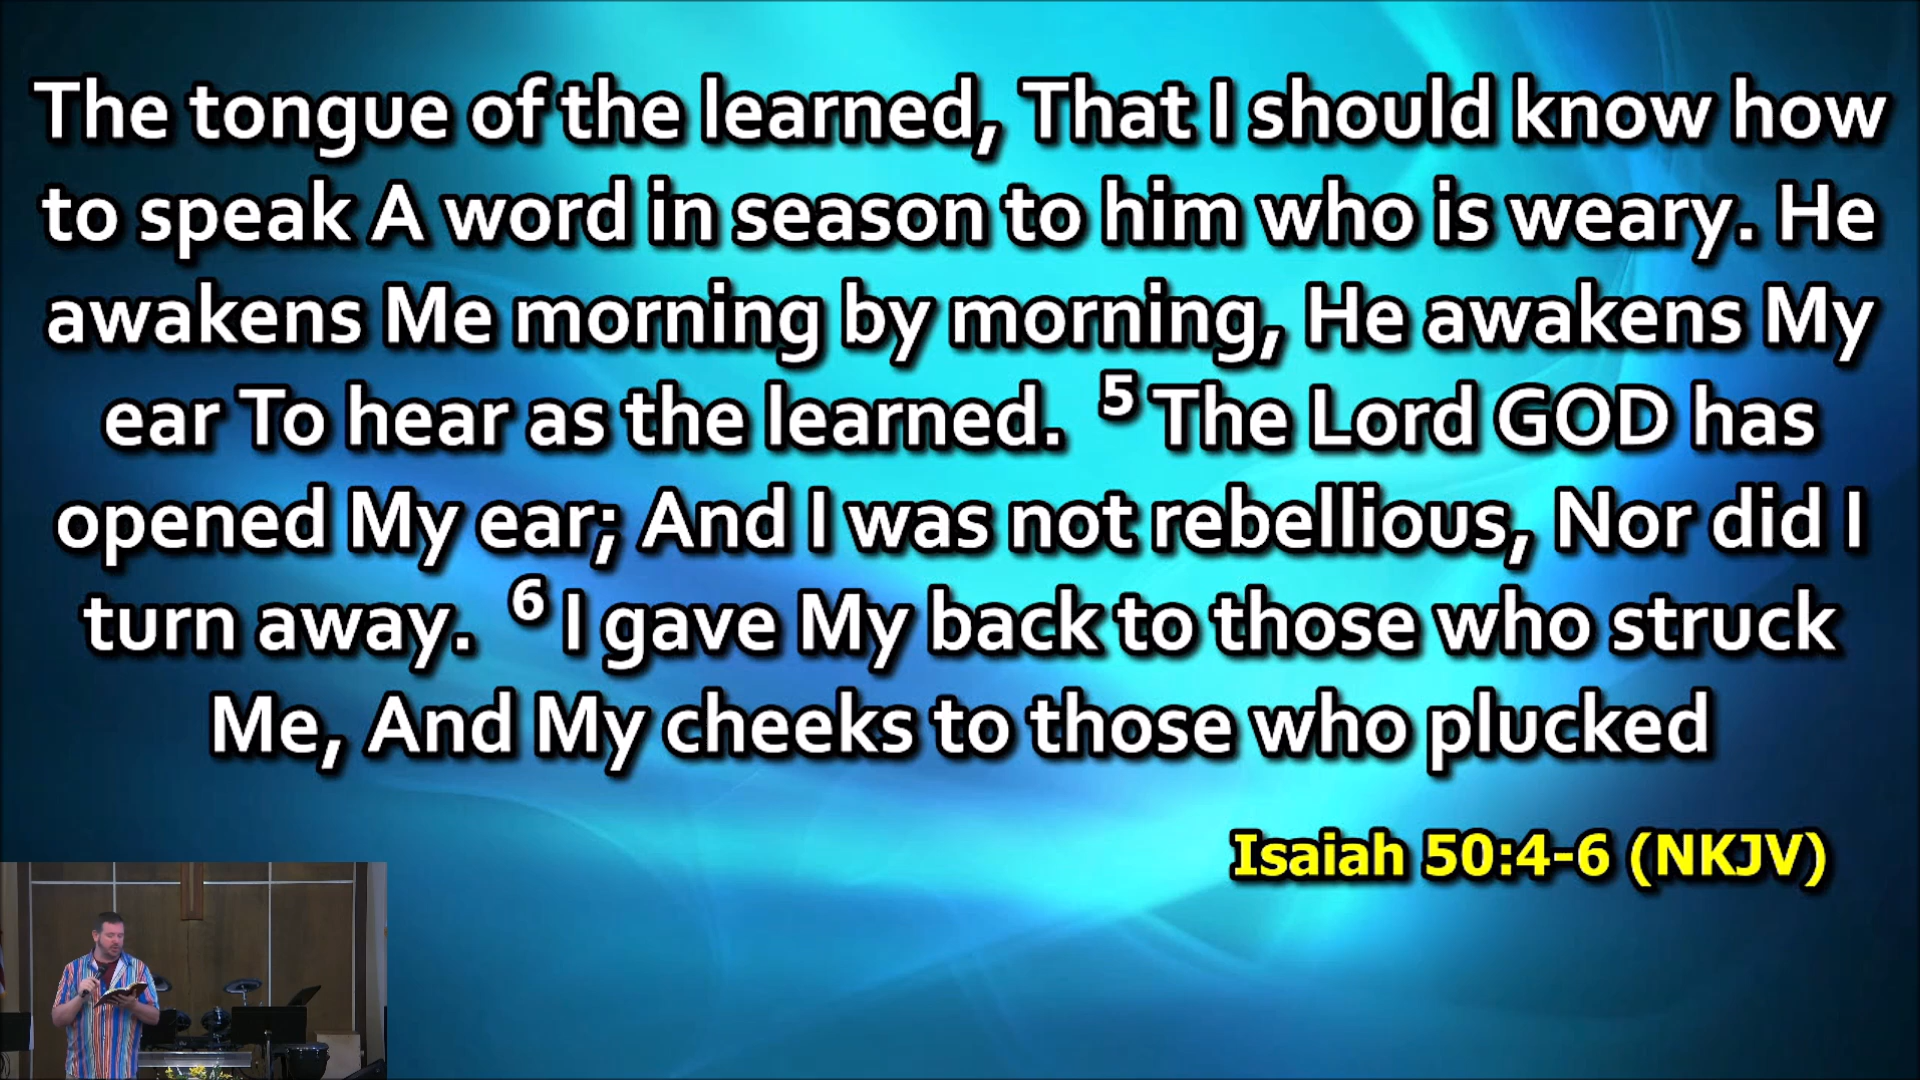 The tongue of the learned, That I should know how
to speak A word in season to him who is weary. He
awakens Me morning by morning, He awakens My
ear To hear as the learned. 5 The Lord GOD has
opened My ear; And I was not rebellious, Nor did I
turn away. 6 I gave My back to those who struck
Me, And My cheeks to those who plucked
Isaiah 50:4-6 (NKJV)